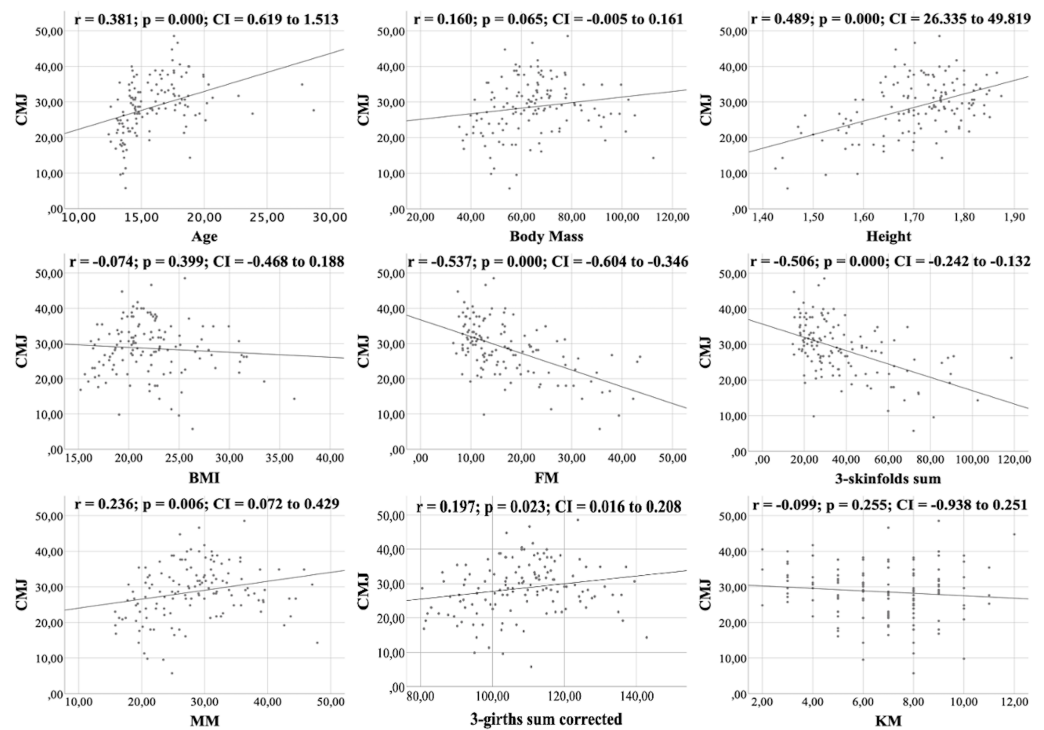 r = 0.381; p = 0.000; CI = 0.619 to 1.513
50,00
40,00
30,00
20,00
10,00
,00
CMJ
10,00 15,00 20,00 25,00 30,00
Age
r = 0.160; p = 0.065; CI = -0.005 to 0.161
50,00
40,00
30,00
20,00
10,00
,00
CMJ
20,00 40,00 60,00 80,00 100,00 120,00
Body Mass
r = 0.489; p = 0.000; CI = 26.335 to 49.819
50,00
40,00
30,00
20,00
10,00
,00
CMJ
1,40 1,50 1,60 1,70 1,80 1,90
Height
r = -0.074; p = 0.399; CI = -0.468 to 0.188
50,00
40,00
30,00
20,00
10,00
,00
CMJ
15,00 20,00 25,00 30,00 35,00 40,00
BMI
r = -0.537; p = 0.000; CI = -0.604 to -0.346
50,00
40,00
30,00
20,00
10,00
,00
CMJ
,00 10,00 20,00 30,00 40,00 50,00
FM
r = -0.506; p = 0.000; CI = -0.242 to -0.132
50,00
40,00
30,00
20,00
10,00
,00
CMJ
,00 20,00 40,00 60,00 80,00 100,00 120,00
3-skinfolds sum
r = 0.236; p = 0.006; CI = 0.072 to 0.429
50,00
40,00
30,00
20,00
10,00
,00
CMJ
10,00 20,00 30,00 40,00 50,00
MM
r = 0.197; p = 0.023; CI = 0.016 to 0.208
50,00
40,00
30,00
20,00
10,00
,00
CMJ
80,00 100,00 120,00 140,00
3-girths sum corrected
r = -0.099; p = 0.255; CI = -0.938 to 0.251
50,00
40,00
30,00
20,00
10,00
,00
CMJ
2,00 4,00 6,00 8,00 10,00 12,00
KM